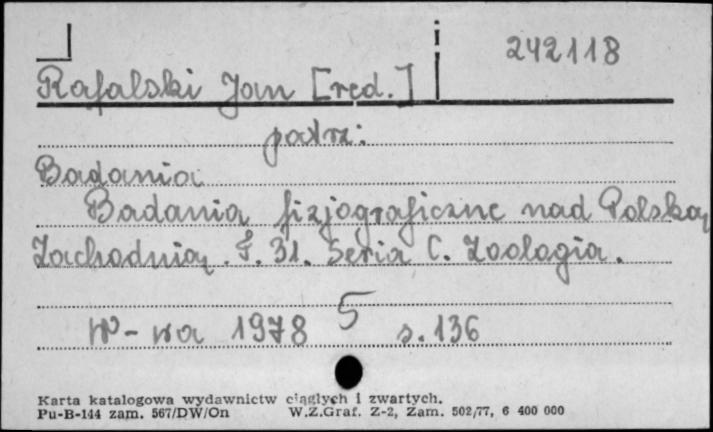 i 242118
Rafalski Jan [red.]
patrz:
Badania
Badania fizjograficzne nad Polską
Zachodnią. T. 31. Seria C. Zoologia.
5
W-wa 1978 s. 136
Karta katalogowa wydawnictw ciągłych i zwartych.
Pu-B-144 zam. 567/DW/On W.Z.Graf. Z-2, Zam. 502/77, 6 400 000